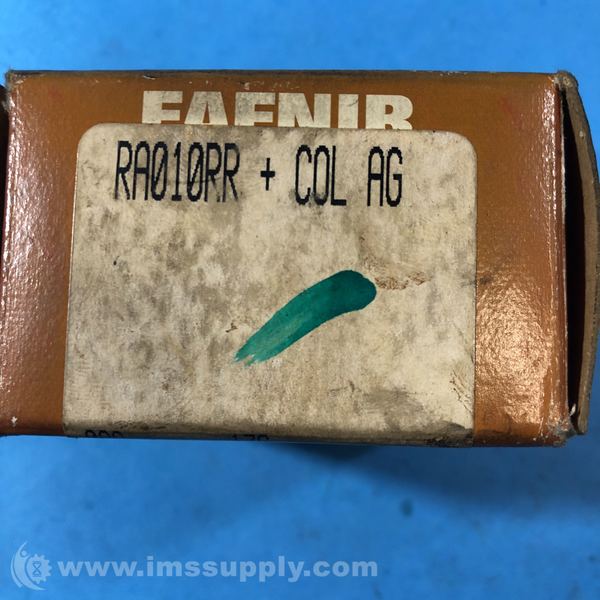 FAFNIR
RA010RR + COL AG
www.imssupply.com